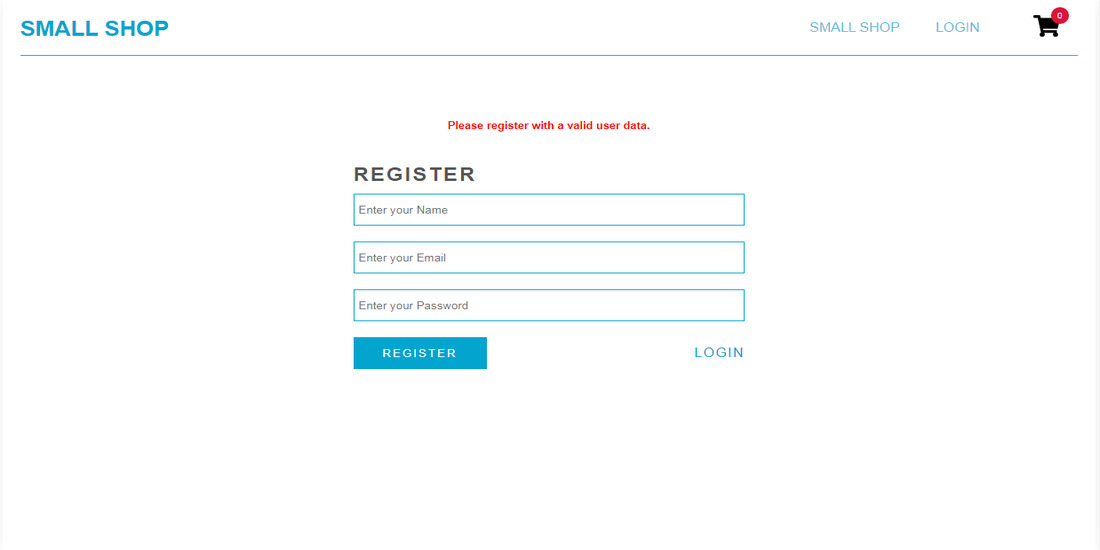 SMALL SHOP
SMALL SHOP LOGIN 0
Please register with a valid user data.
REGISTER
Enter your Name
Enter your Email
Enter your Password
REGISTER LOGIN